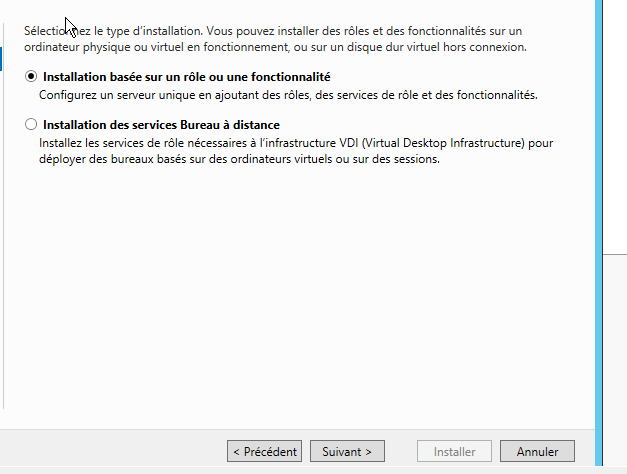 Sélectionnez le type d'installation. Vous pouvez installer des rôles et des fonctionnalités sur un
ordinateur physique ou virtuel en fonctionnement, ou sur un disque dur virtuel hors connexion.
Installation basée sur un rôle ou une fonctionnalité
Configurez un serveur unique en ajoutant des rôles, des services de rôle et des fonctionnalités.
Installation des services Bureau à distance
Installez les services de rôle nécessaires à l'infrastructure VDI (Virtual Desktop Infrastructure) pour
déployer des bureaux basés sur des ordinateurs virtuels ou sur des sessions.
< Précédent Suivant > Installer Annuler